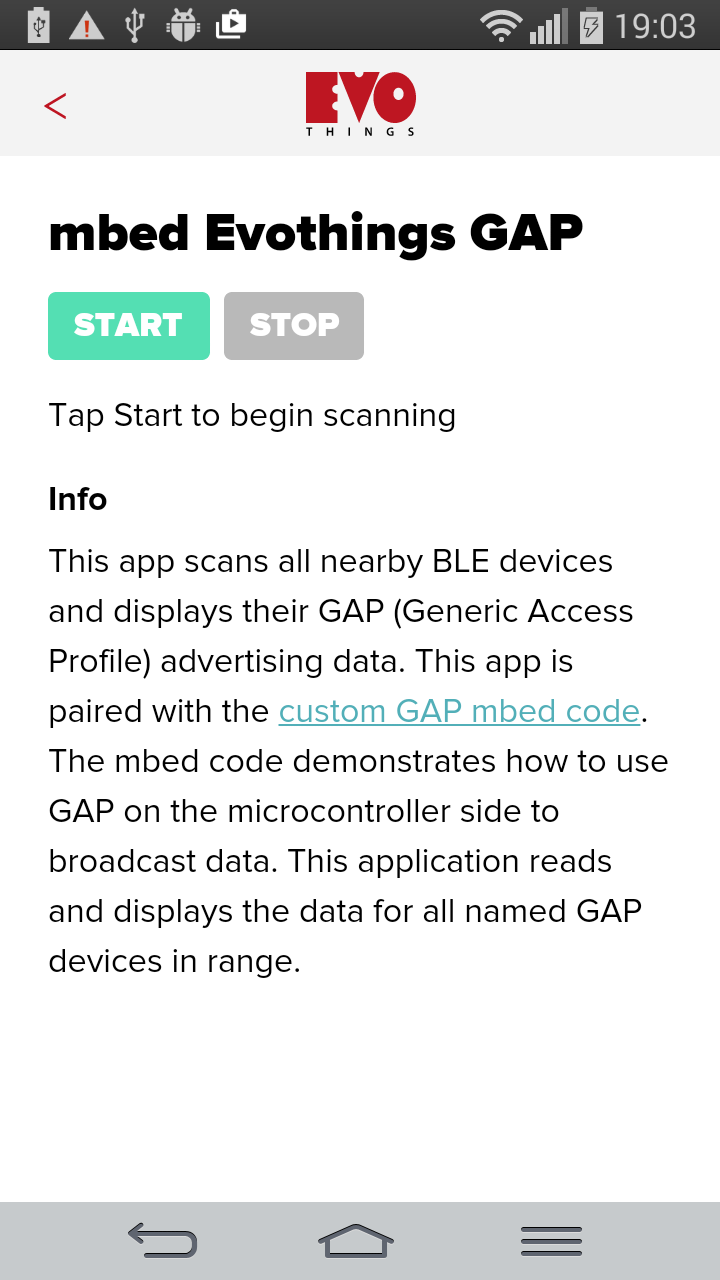 19:03
<
EVO
THINGS
mbed Evothings GAP
START STOP
Tap Start to begin scanning
Info
This app scans all nearby BLE devices
and displays their GAP (Generic Access
Profile) advertising data. This app is
paired with the custom GAP mbed code.
The mbed code demonstrates how to use
GAP on the microcontroller side to
broadcast data. This application reads
and displays the data for all named GAP
devices in range.